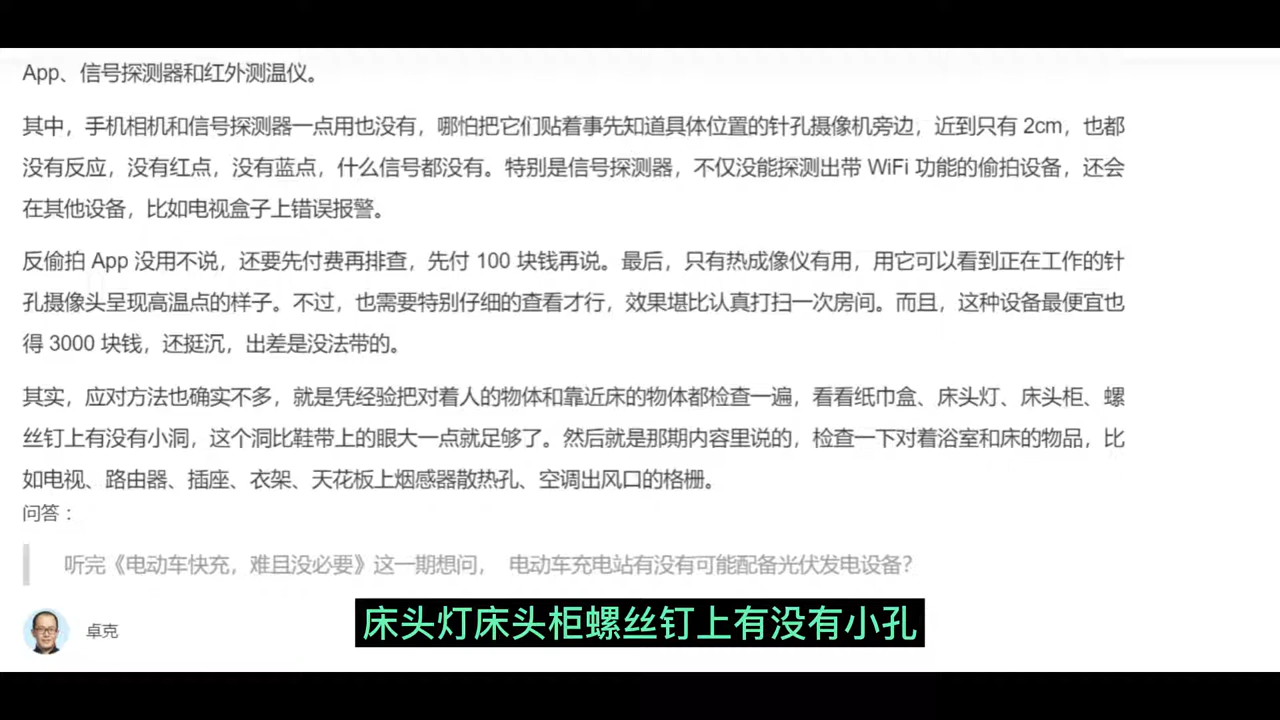 App、信号探测器和红外测温仪。
其中，手机相机和信号探测器一点用也没有，哪怕把它们贴着事先知道具体位置的针孔摄像机旁边，近到只有 2cm，也都
没有反应，没有红点，没有蓝点，什么信号都没有。特别是信号探测器，不仅没能探测出带 WiFi 功能的偷拍设备，还会
在其他设备，比如电视盒子上错误报警。
反偷拍 App 没用不说，还要先付费再排查，先付 100 块钱再说。最后，只有热成像仪有用，用它可以看到正在工作的针
孔摄像头呈现高温点的样子。不过，也需要特别仔细的查看才行，效果堪比认真打扫一次房间。而且，这种设备最便宜也
得 3000 块钱，还挺沉，出差是没法带的。
其实，应对方法也确实不多，就是凭经验把对着人的物体和靠近床的物体都检查一遍，看看纸巾盒、床头灯、床头柜、螺
丝钉上有没有小洞，这个洞比鞋带上的眼大一点就足够了。然后就是那期内容里说的，检查一下对着浴室和床的物品，比
如电视、路由器、插座、衣架、天花板上烟感器散热孔、空调出风口的格栅。
问答：
听完《电动车快充，难且没必要》这一期想问， 电动车充电站有没有可能配备光伏发电设备？
卓克
床头灯床头柜螺丝钉上有没有小孔